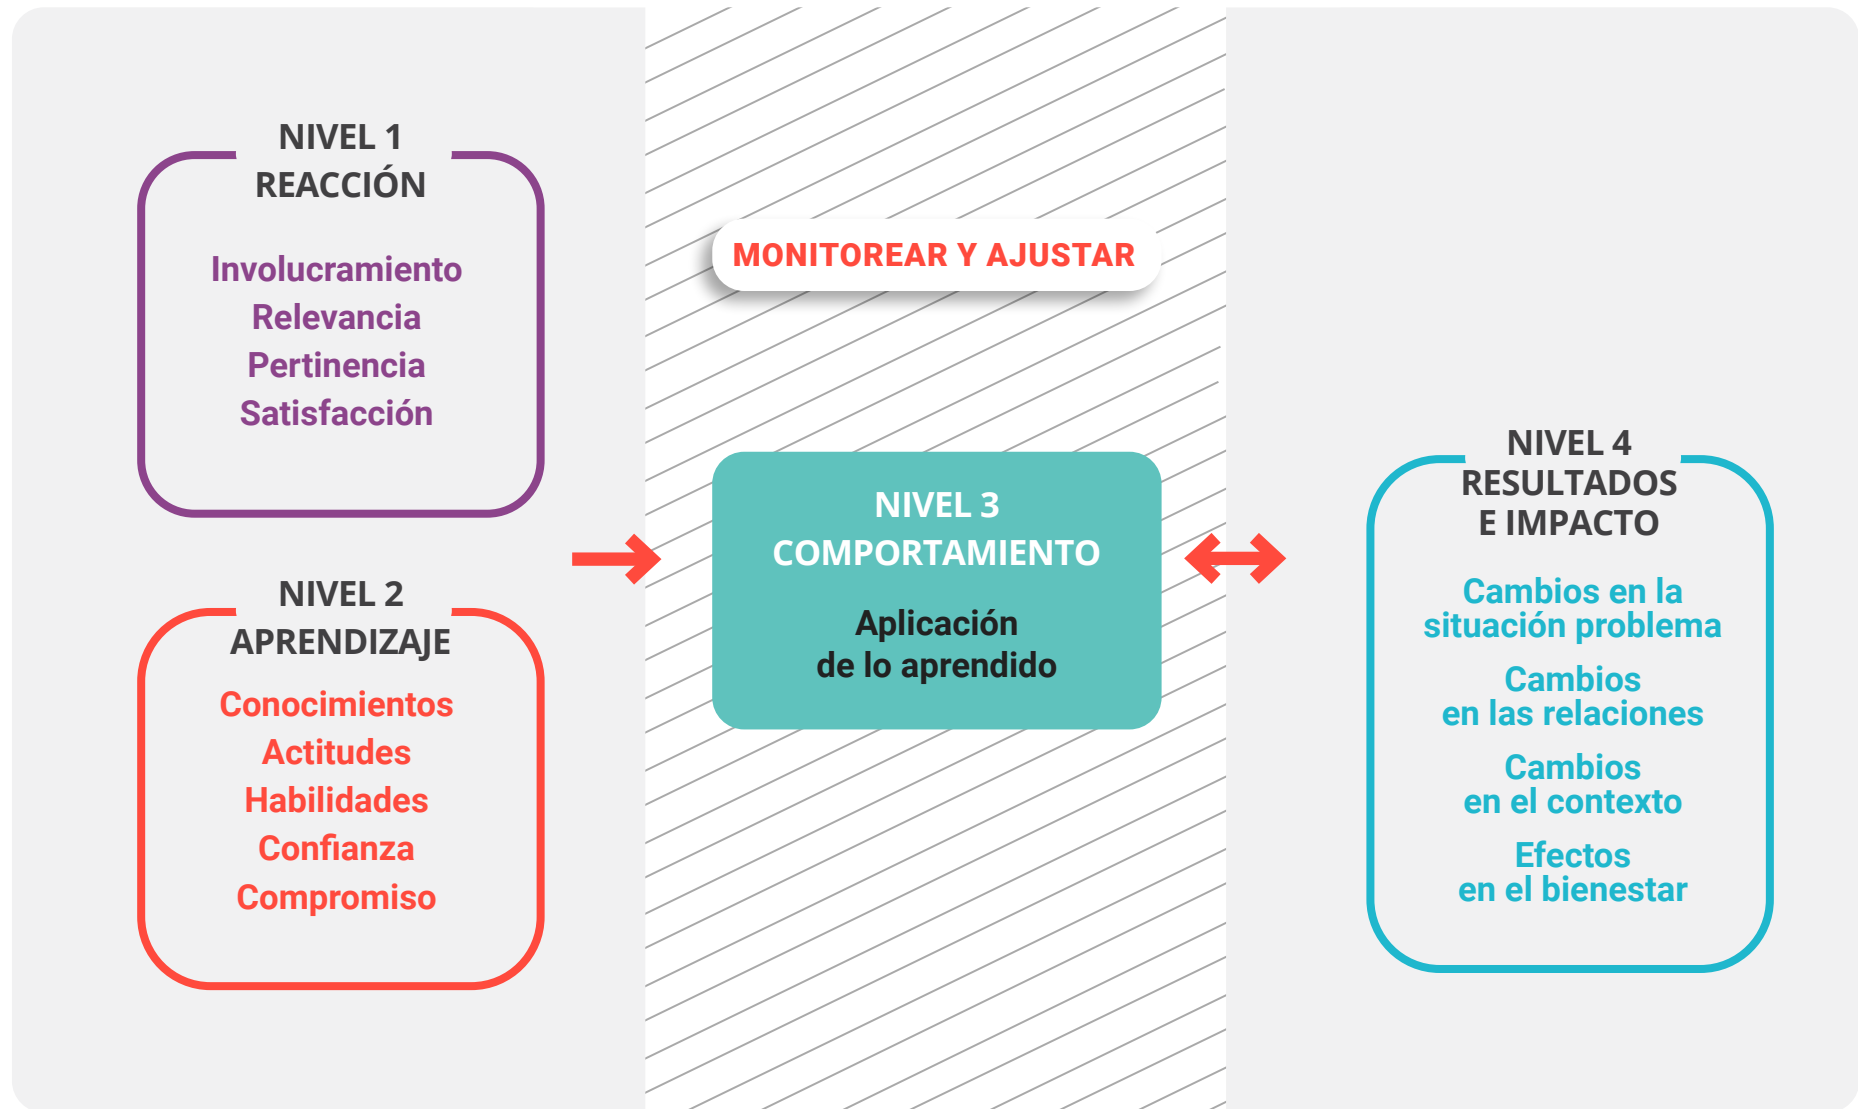 NIVEL 1
REACCIÓN
Involucramiento
Relevancia
Pertinencia
Satisfacción
NIVEL 2
APRENDIZAJE
Conocimientos
Actitudes
Habilidades
Confianza
Compromiso
MONITOREAR Y AJUSTAR
NIVEL 3
COMPORTAMIENTO
Aplicación
de lo aprendido
NIVEL 4
RESULTADOS
E IMPACTO
Cambios en la
situación problema
Cambios
en las relaciones
Cambios
en el contexto
Efectos
en el bienestar